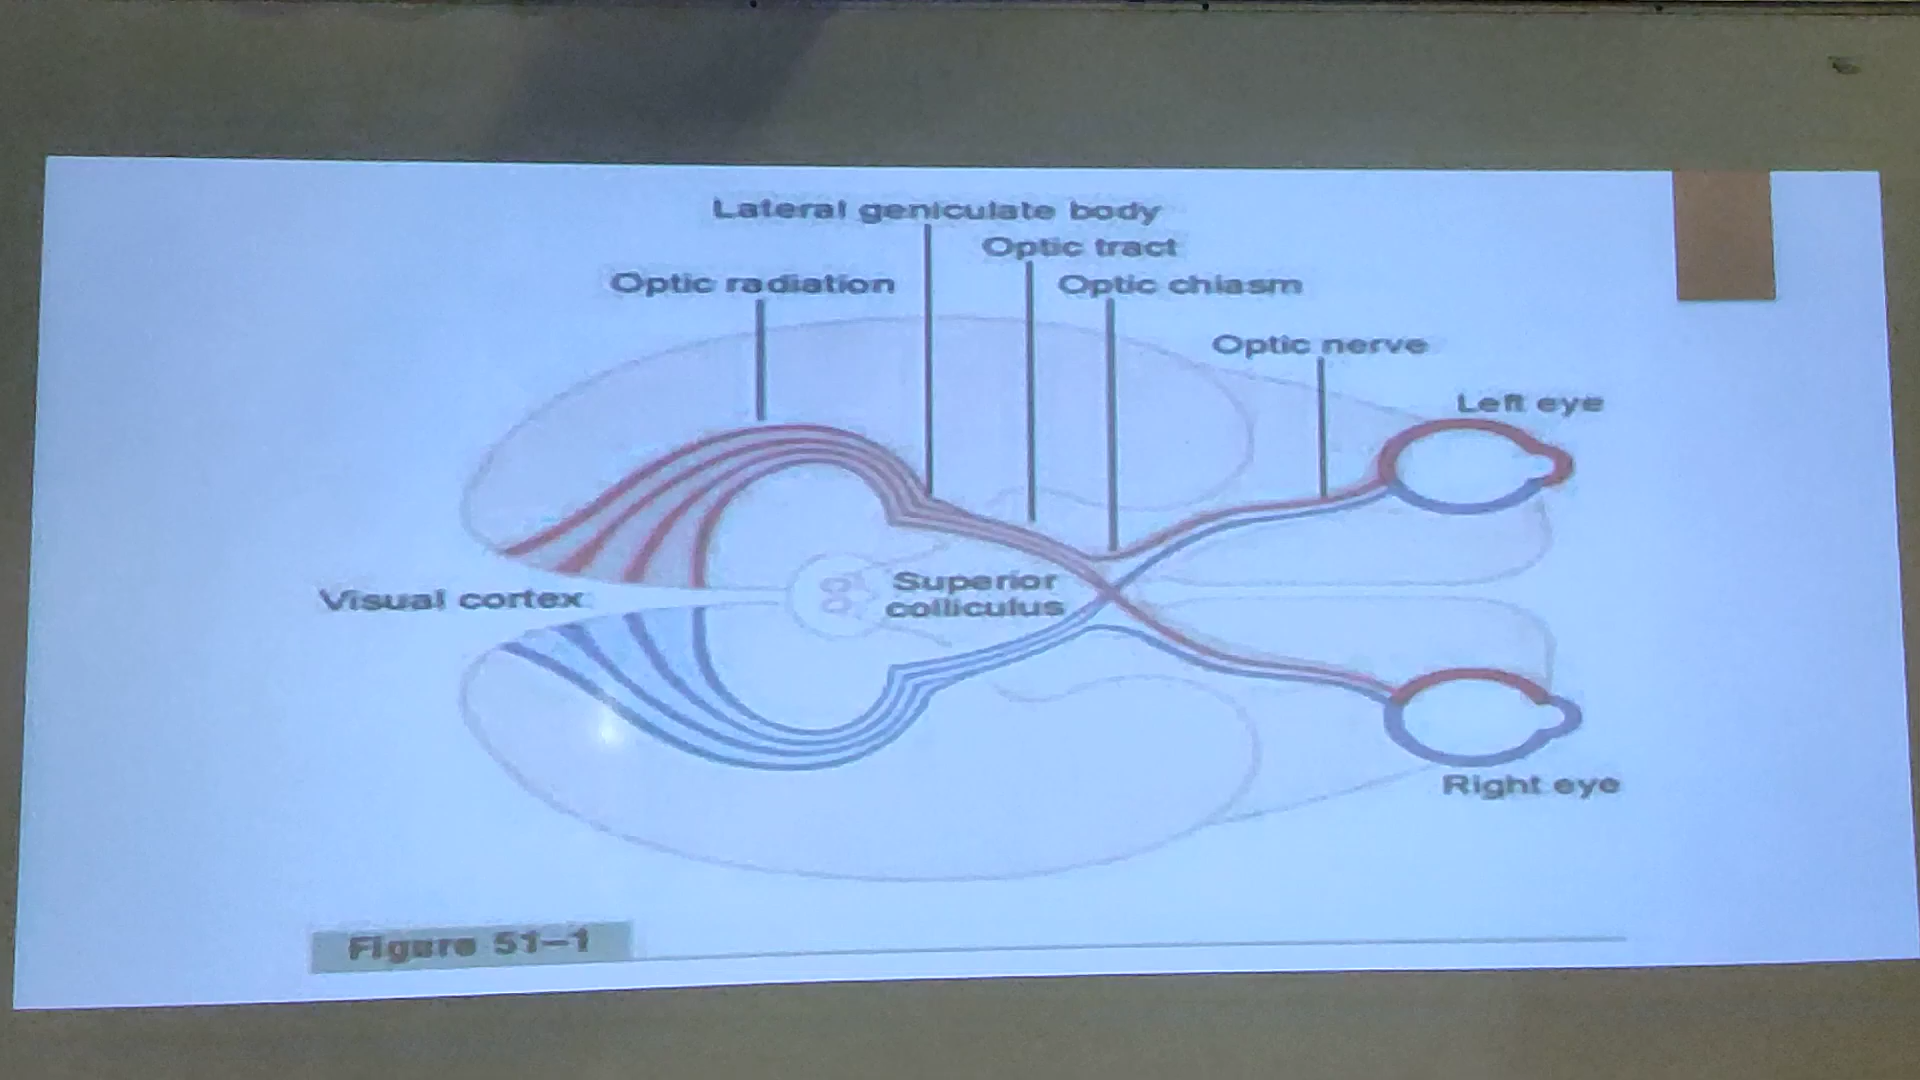 Lateral geniculate body
Optic tract
Optic radiation
Optic chiasm
Optic nerve
Left eye
Visual cortex
Superior
colliculus
Right eye
Figure 51–1